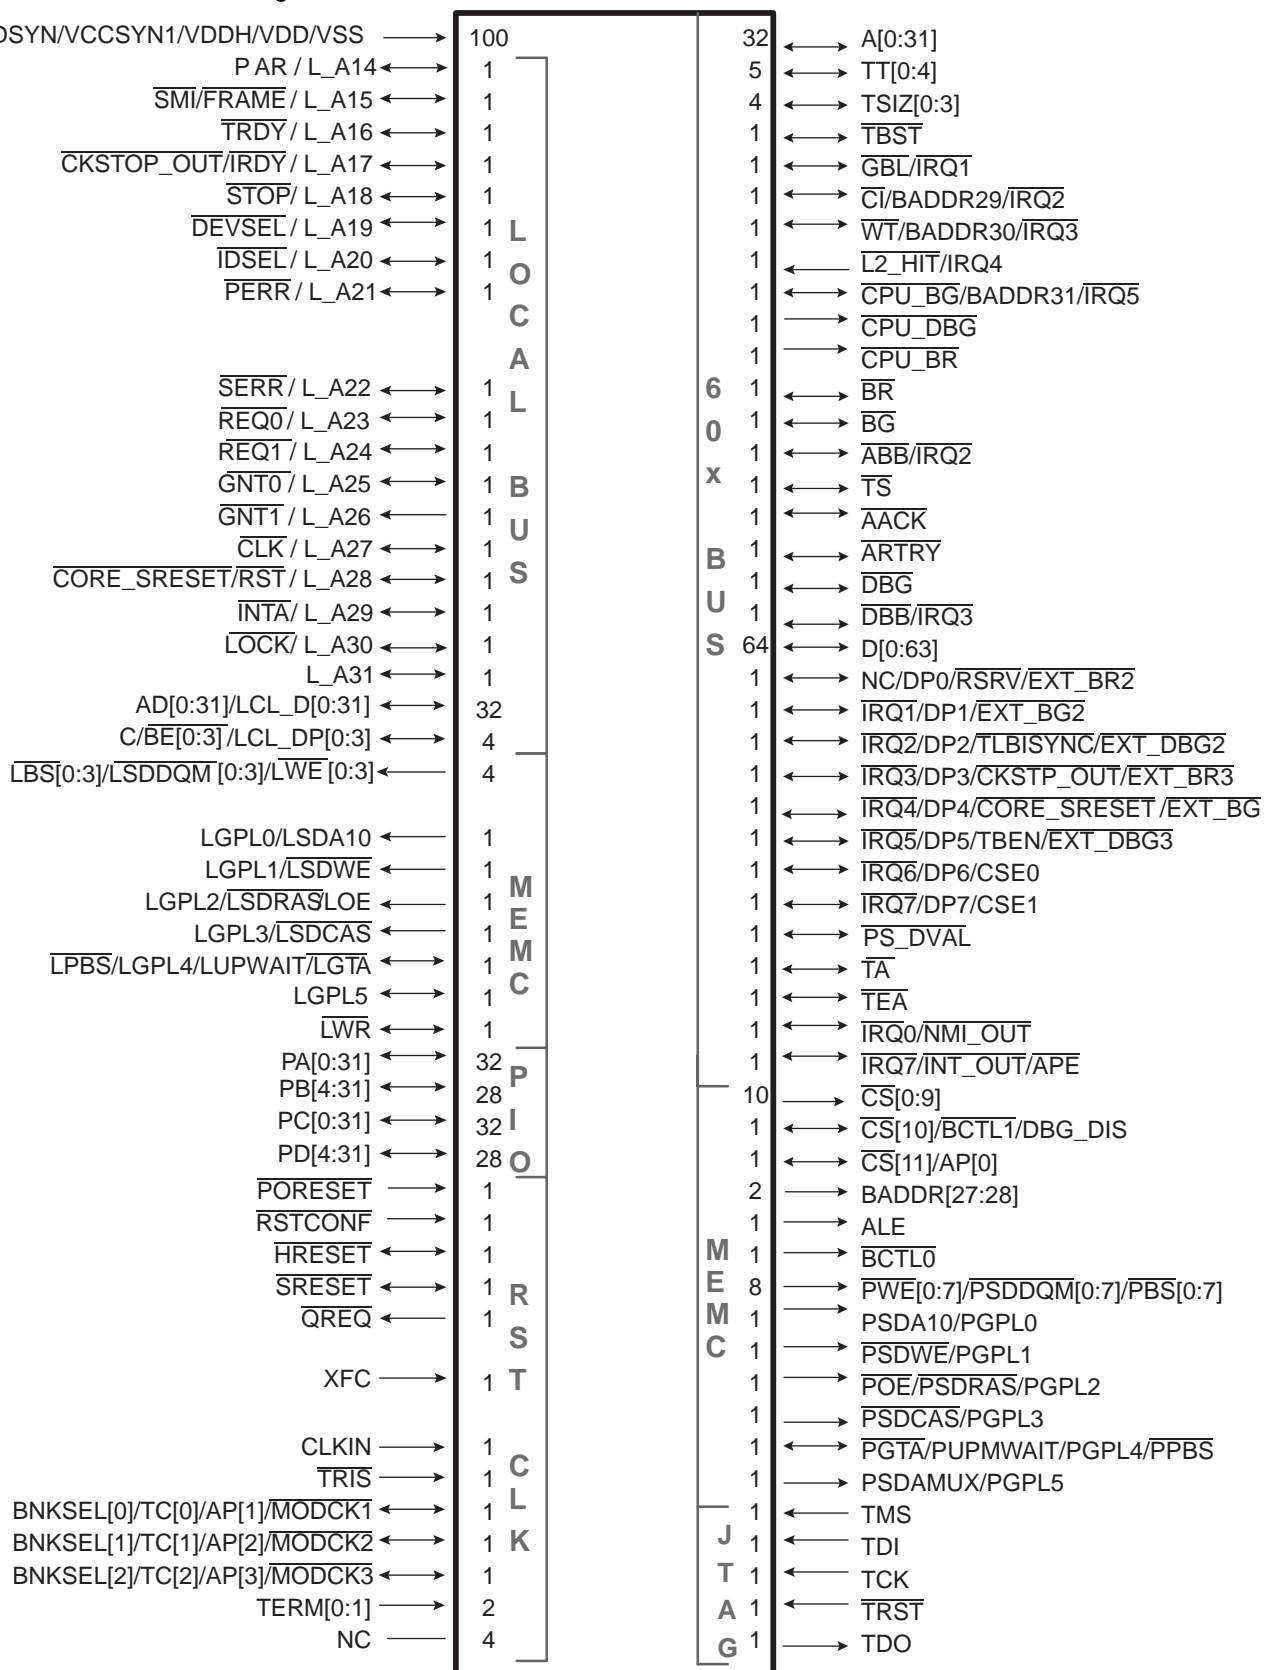 DSYN/VCCSYN1/VDDH/VDD/VSS 100
PAR / L_A14 1
SMI/FRAME / L_A15 1
TRDY / L_A16 1
CKSTOP_OUT/IRDY / L_A17 1
STOP/ L_A18 1
DEVSEL / L_A19 1
IDSEL / L_A20 1
PERR / L_A21 1
SERR / L_A22 1
REQ0 / L_A23 1
REQ1 / L_A24 1
GNT0 / L_A25 1
GNT1 / L_A26 1
CLK / L_A27 1
CORE_SRESET/RST / L_A28 1
INTA/ L_A29 1
LOCK/ L_A30 1
L_A31 1
AD[0:31]/LCL_D[0:31] 32
C/BE[0:3] /LCL_DP[0:3] 4
LBS[0:3]/LSDDQM [0:3]/LWE [0:3] 4
LGPL0/LSDA10 1
LGPL1/LSDWE 1
LGPL2/LSDRAS/LOE 1
LGPL3/LSDCAS 1
LPBS/LGPL4/LUPWAIT/LGTA 1
LGPL5 1
LWR 1
PA[0:31] 32
PB[4:31] 28
PC[0:31] 32
PD[4:31] 28
PORESET 1
RSTCONF 1
HRESET 1
SRESET 1
QREQ 1
XFC 1
CLKIN 1
TRIS 1
BNKSEL[0]/TC[0]/AP[1]/MODCK1 1
BNKSEL[1]/TC[1]/AP[2]/MODCK2 1
BNKSEL[2]/TC[2]/AP[3]/MODCK3 1
TERM[0:1] 2
NC 4
LOCAL BUS
MEMC
PIO
RST
CLK
60x BUS
MEMC
JTAG
32 A[0:31]
5 TT[0:4]
4 TSIZ[0:3]
1 TBST
1 GBL/IRQ1
1 CI/BADDR29/IRQ2
1 WT/BADDR30/IRQ3
1 L2_HIT/IRQ4
1 CPU_BG/BADDR31/IRQ5
1 CPU_DBG
1 CPU_BR
1 BR
1 BG
1 ABB/IRQ2
1 TS
1 AACK
1 ARTRY
1 DBG
1 DBB/IRQ3
64 D[0:63]
1 NC/DP0/RSRV/EXT_BR2
1 IRQ1/DP1/EXT_BG2
1 IRQ2/DP2/TLBISYNC/EXT_DBG2
1 IRQ3/DP3/CKSTP_OUT/EXT_BR3
1 IRQ4/DP4/CORE_SRESET /EXT_BG
1 IRQ5/DP5/TBEN/EXT_DBG3
1 IRQ6/DP6/CSE0
1 IRQ7/DP7/CSE1
1 PS_DVAL
1 TA
1 TEA
1 IRQ0/NMI_OUT
1 IRQ7/INT_OUT/APE
10 CS[0:9]
1 CS[10]/BCTL1/DBG_DIS
1 CS[11]/AP[0]
2 BADDR[27:28]
1 ALE
1 BCTL0
8 PWE[0:7]/PSDDQM[0:7]/PBS[0:7]
1 PSDA10/PGPL0
1 PSDWE/PGPL1
1 POE/PSDRAS/PGPL2
1 PSDCAS/PGPL3
1 PGTA/PUPMWAIT/PGPL4/PPBS
1 PSDAMUX/PGPL5
1 TMS
1 TDI
1 TCK
1 TRST
1 TDO